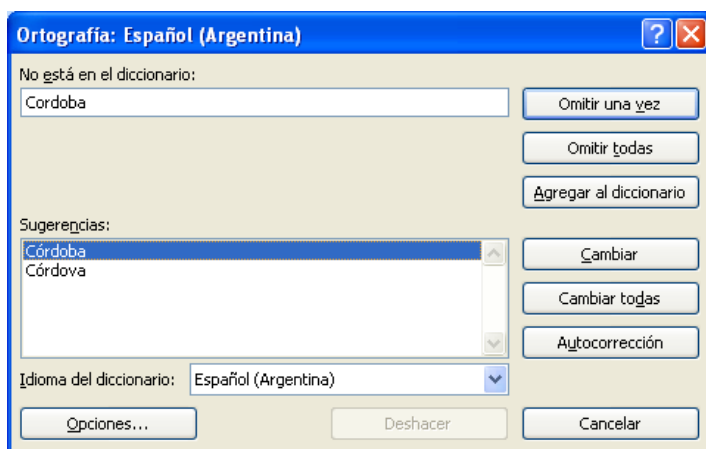 Ortografía: Español (Argentina)
No está en el diccionario:
Cordoba
Omitir una vez
Omitir todas
Agregar al diccionario
Sugerencias:
Córdoba
Córdova
Cambiar
Cambiar todas
Autocorrección
Idioma del diccionario: Español (Argentina)
Opciones... Deshacer Cancelar